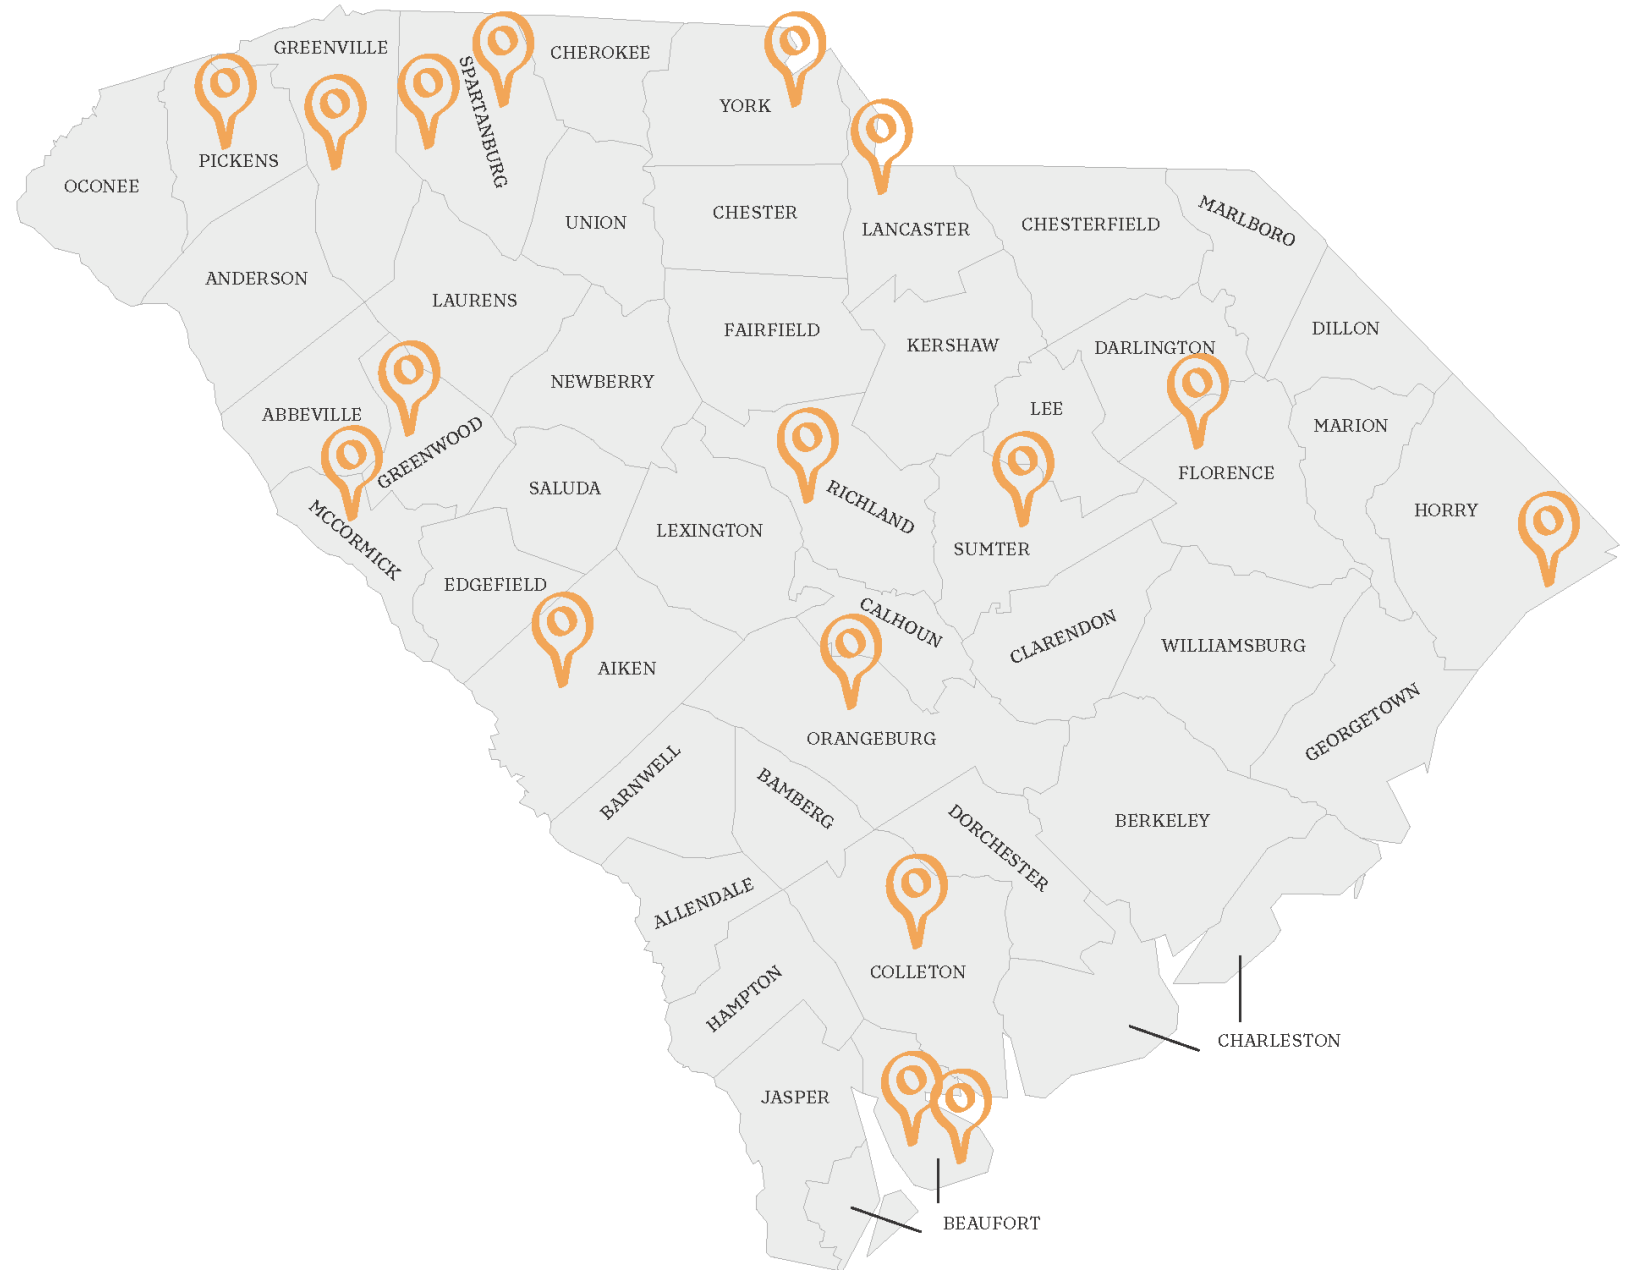 GREENVILLE
CHEROKEE
SPARTANBURG
YORK
PICKENS
OCONEE
UNION
CHESTER
LANCASTER
CHESTERFIELD
MARLBORO
ANDERSON
LAURENS
FAIRFIELD
KERSHAW
DARLINGTON
DILLON
NEWBERRY
ABBEVILLE
LEE
MARION
GREENWOOD
SALUDA
RICHLAND
FLORENCE
HORRY
LEXINGTON
MCCORMICK
SUMTER
EDGEFIELD
CALHOUN
CLARENDON
WILLIAMSBURG
AIKEN
GEORGETOWN
ORANGEBURG
BARNWELL
BAMBERG
DORCHESTER
BERKELEY
ALLENDALE
COLLETON
HAMPTON
CHARLESTON
JASPER
BEAUFORT